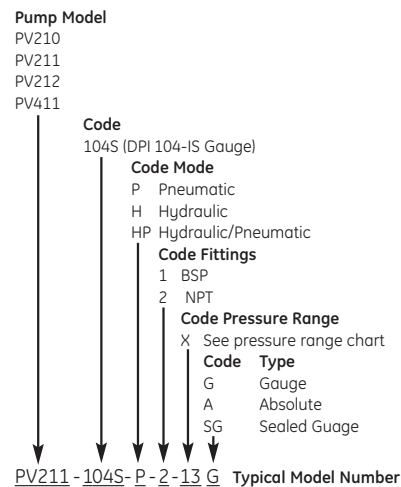 Pump Model
PV210
PV211
PV212
PV411
Code
104S (DPI 104-IS Gauge)
Code Mode
P Pneumatic
H Hydraulic
HP Hydraulic/Pneumatic
Code Fittings
1 BSP
2 NPT
Code Pressure Range
X See pressure range chart
Code Type
G Gauge
A Absolute
SG Sealed Guage
PV211 - 104S - P - 2 - 13 G Typical Model Number